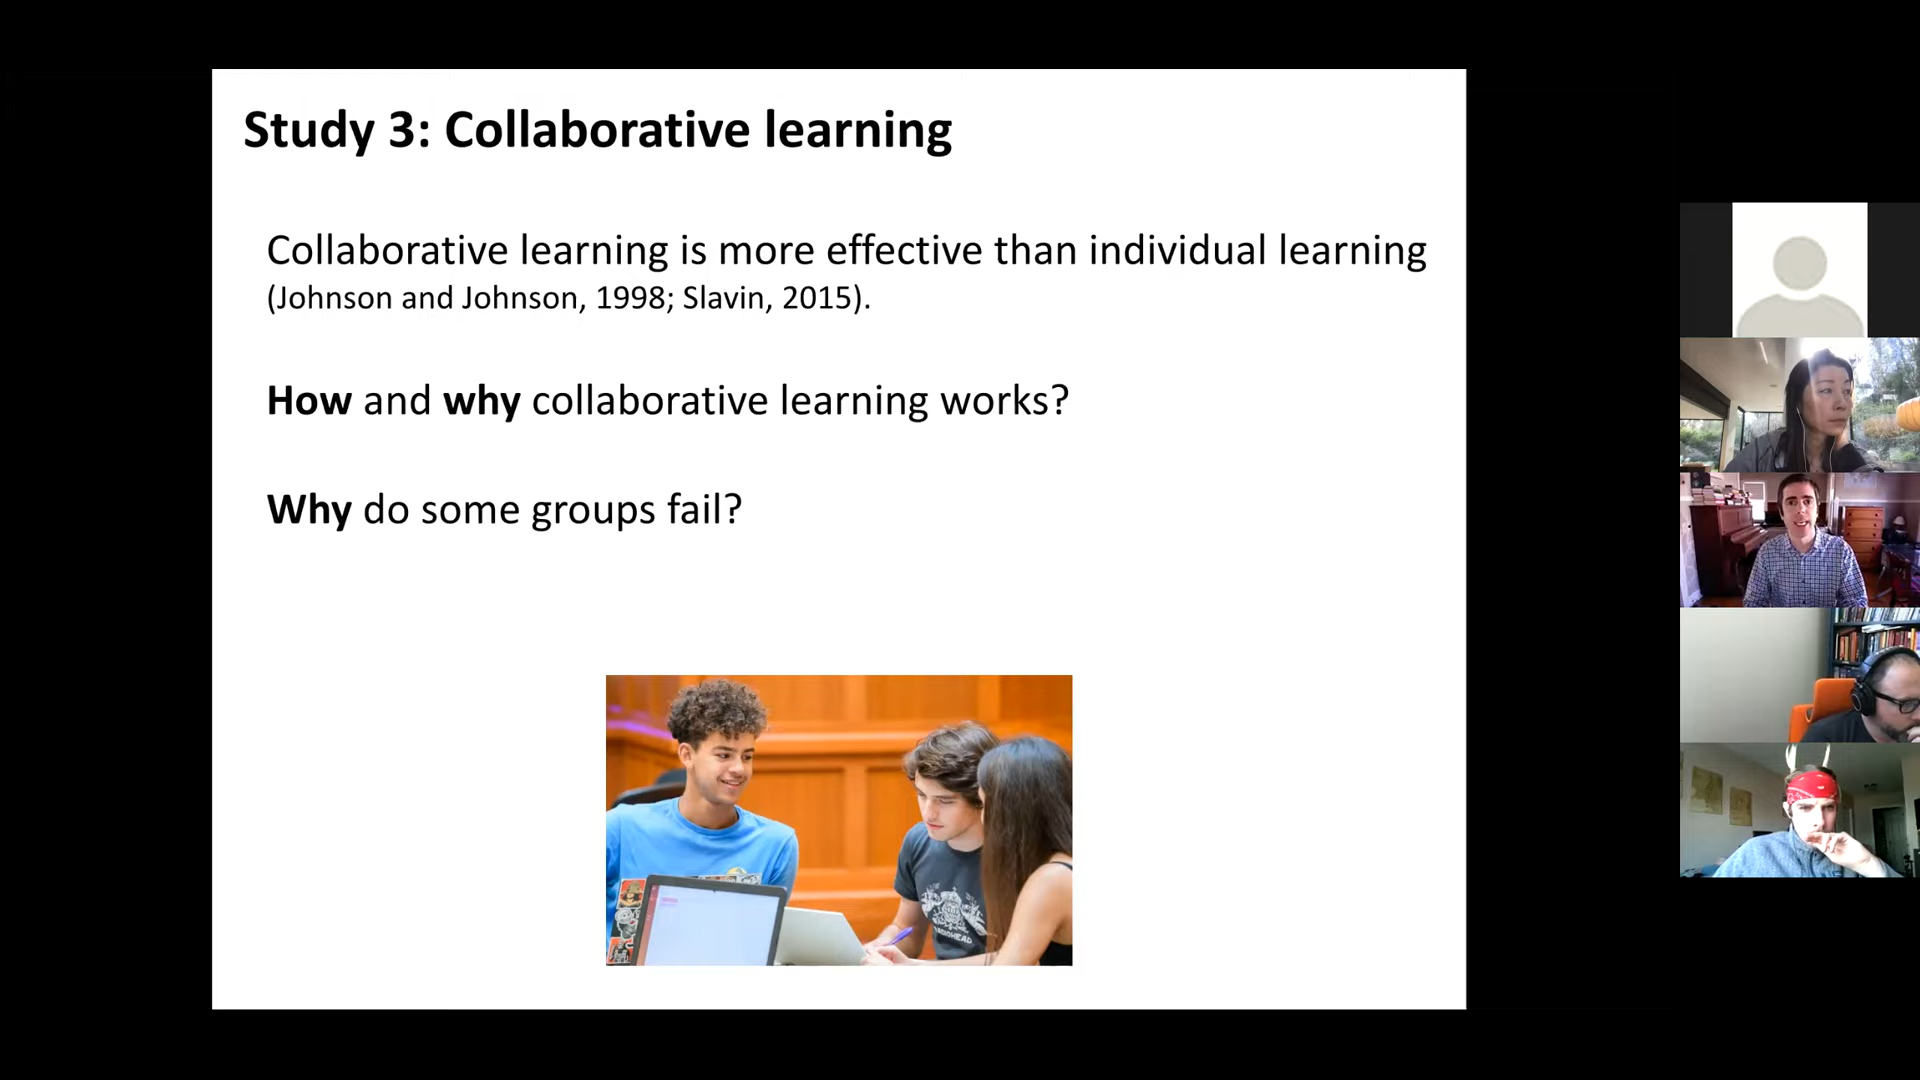 Study 3: Collaborative learning
Collaborative learning is more effective than individual learning
(Johnson and Johnson, 1998; Slavin, 2015).
How and why collaborative learning works?
Why do some groups fail?